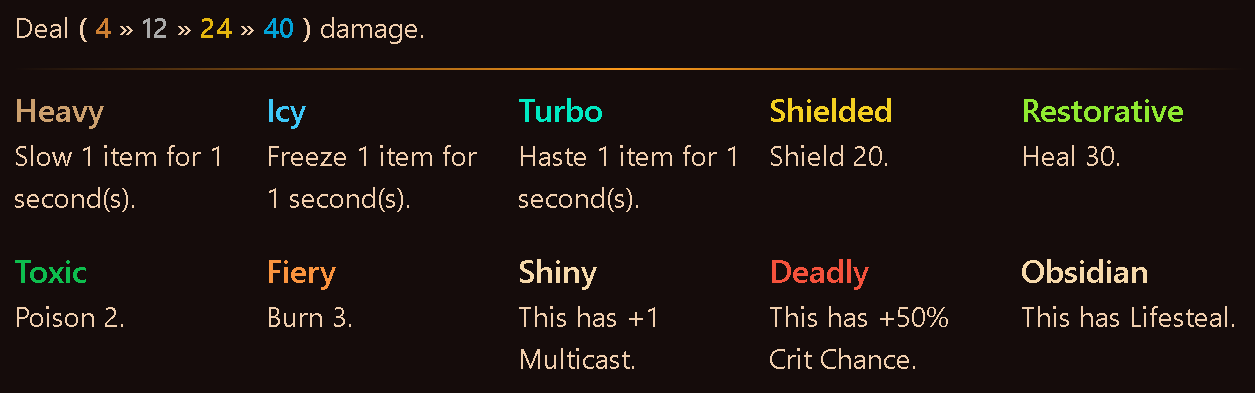 Deal ( 4 » 12 » 24 » 40 ) damage.
Heavy
Slow 1 item for 1
second(s).
Icy
Freeze 1 item for
1 second(s).
Turbo
Haste 1 item for 1
second(s).
Shielded
Shield 20.
Restorative
Heal 30.
Toxic
Poison 2.
Fiery
Burn 3.
Shiny
This has +1
Multicast.
Deadly
This has +50%
Crit Chance.
Obsidian
This has Lifesteal.